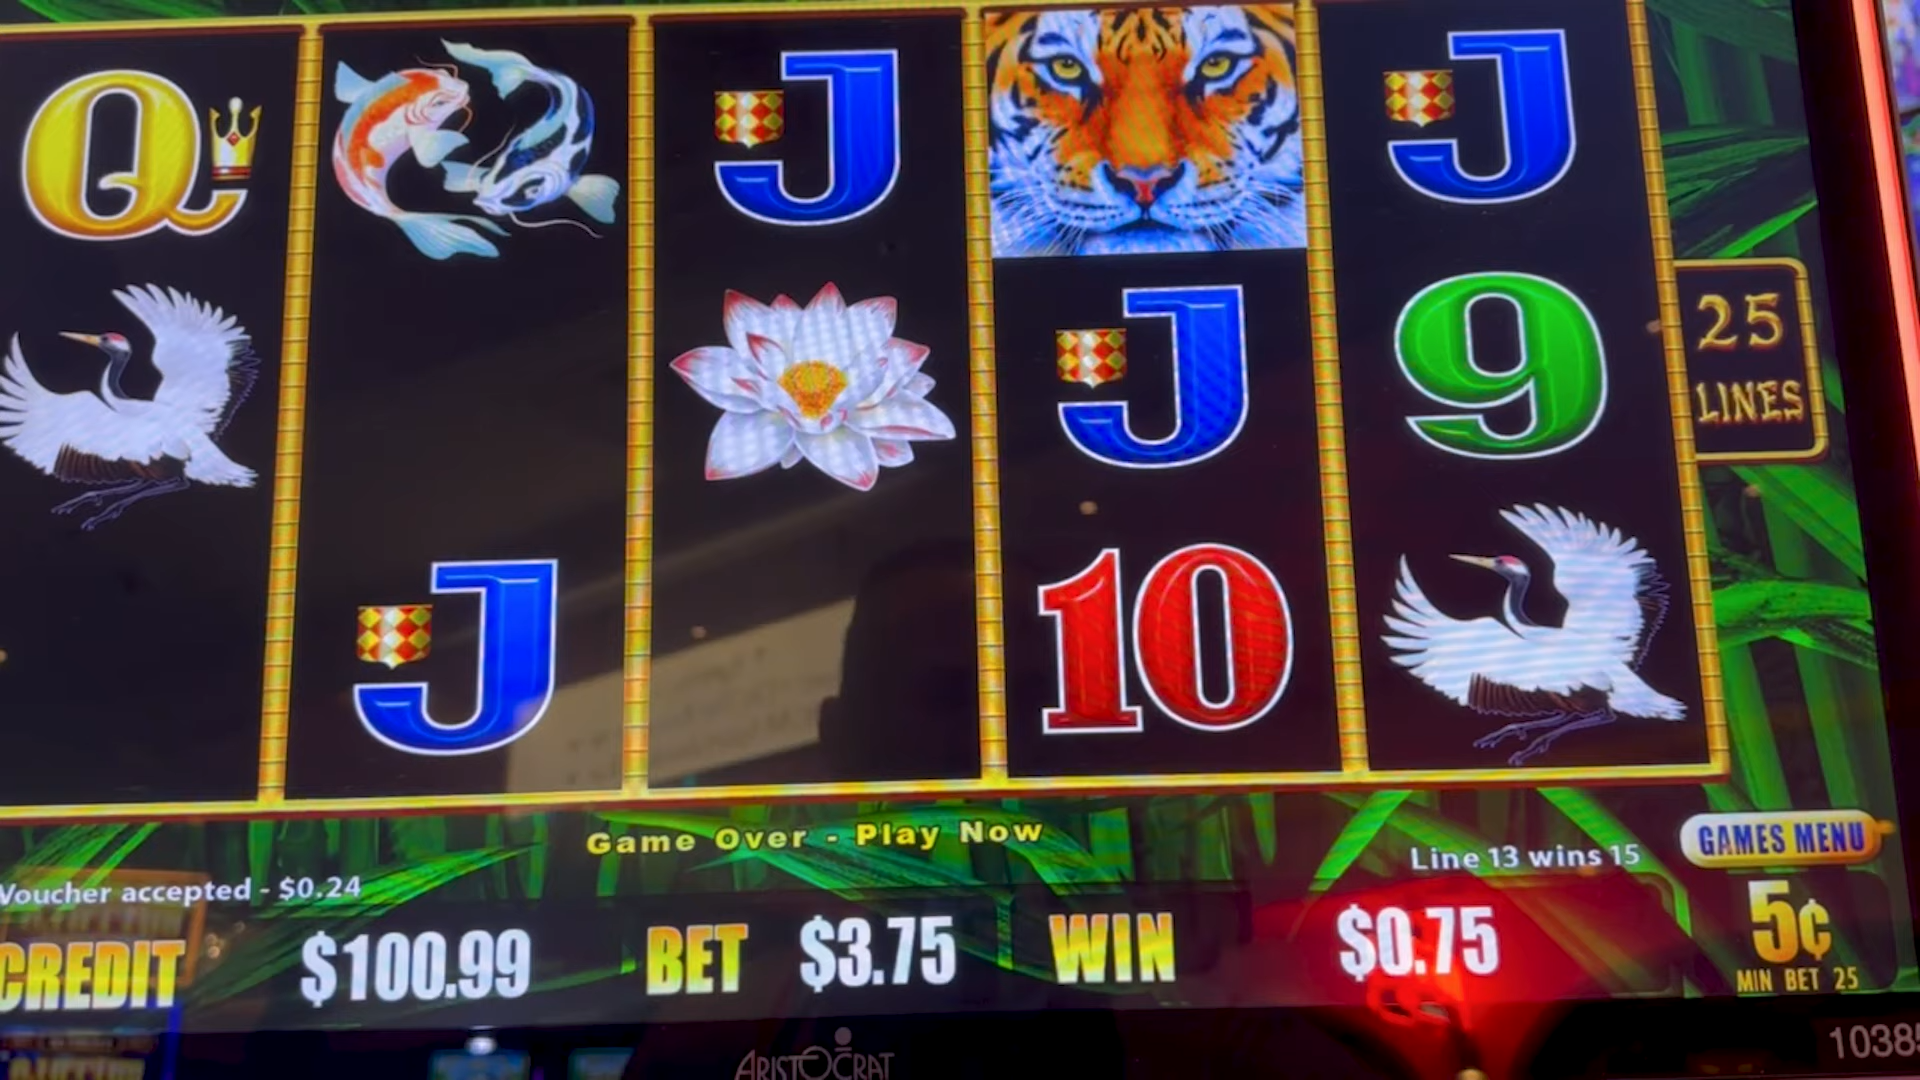 Q J J
J 9
J 10
25
LINES
Game Over - Play Now
Line 13 wins 15
GAMES MENU
Voucher accepted - $0.24
CREDIT $100.99 BET $3.75 WIN $0.75
5¢
MIN BET 25
ARISTOCRAT